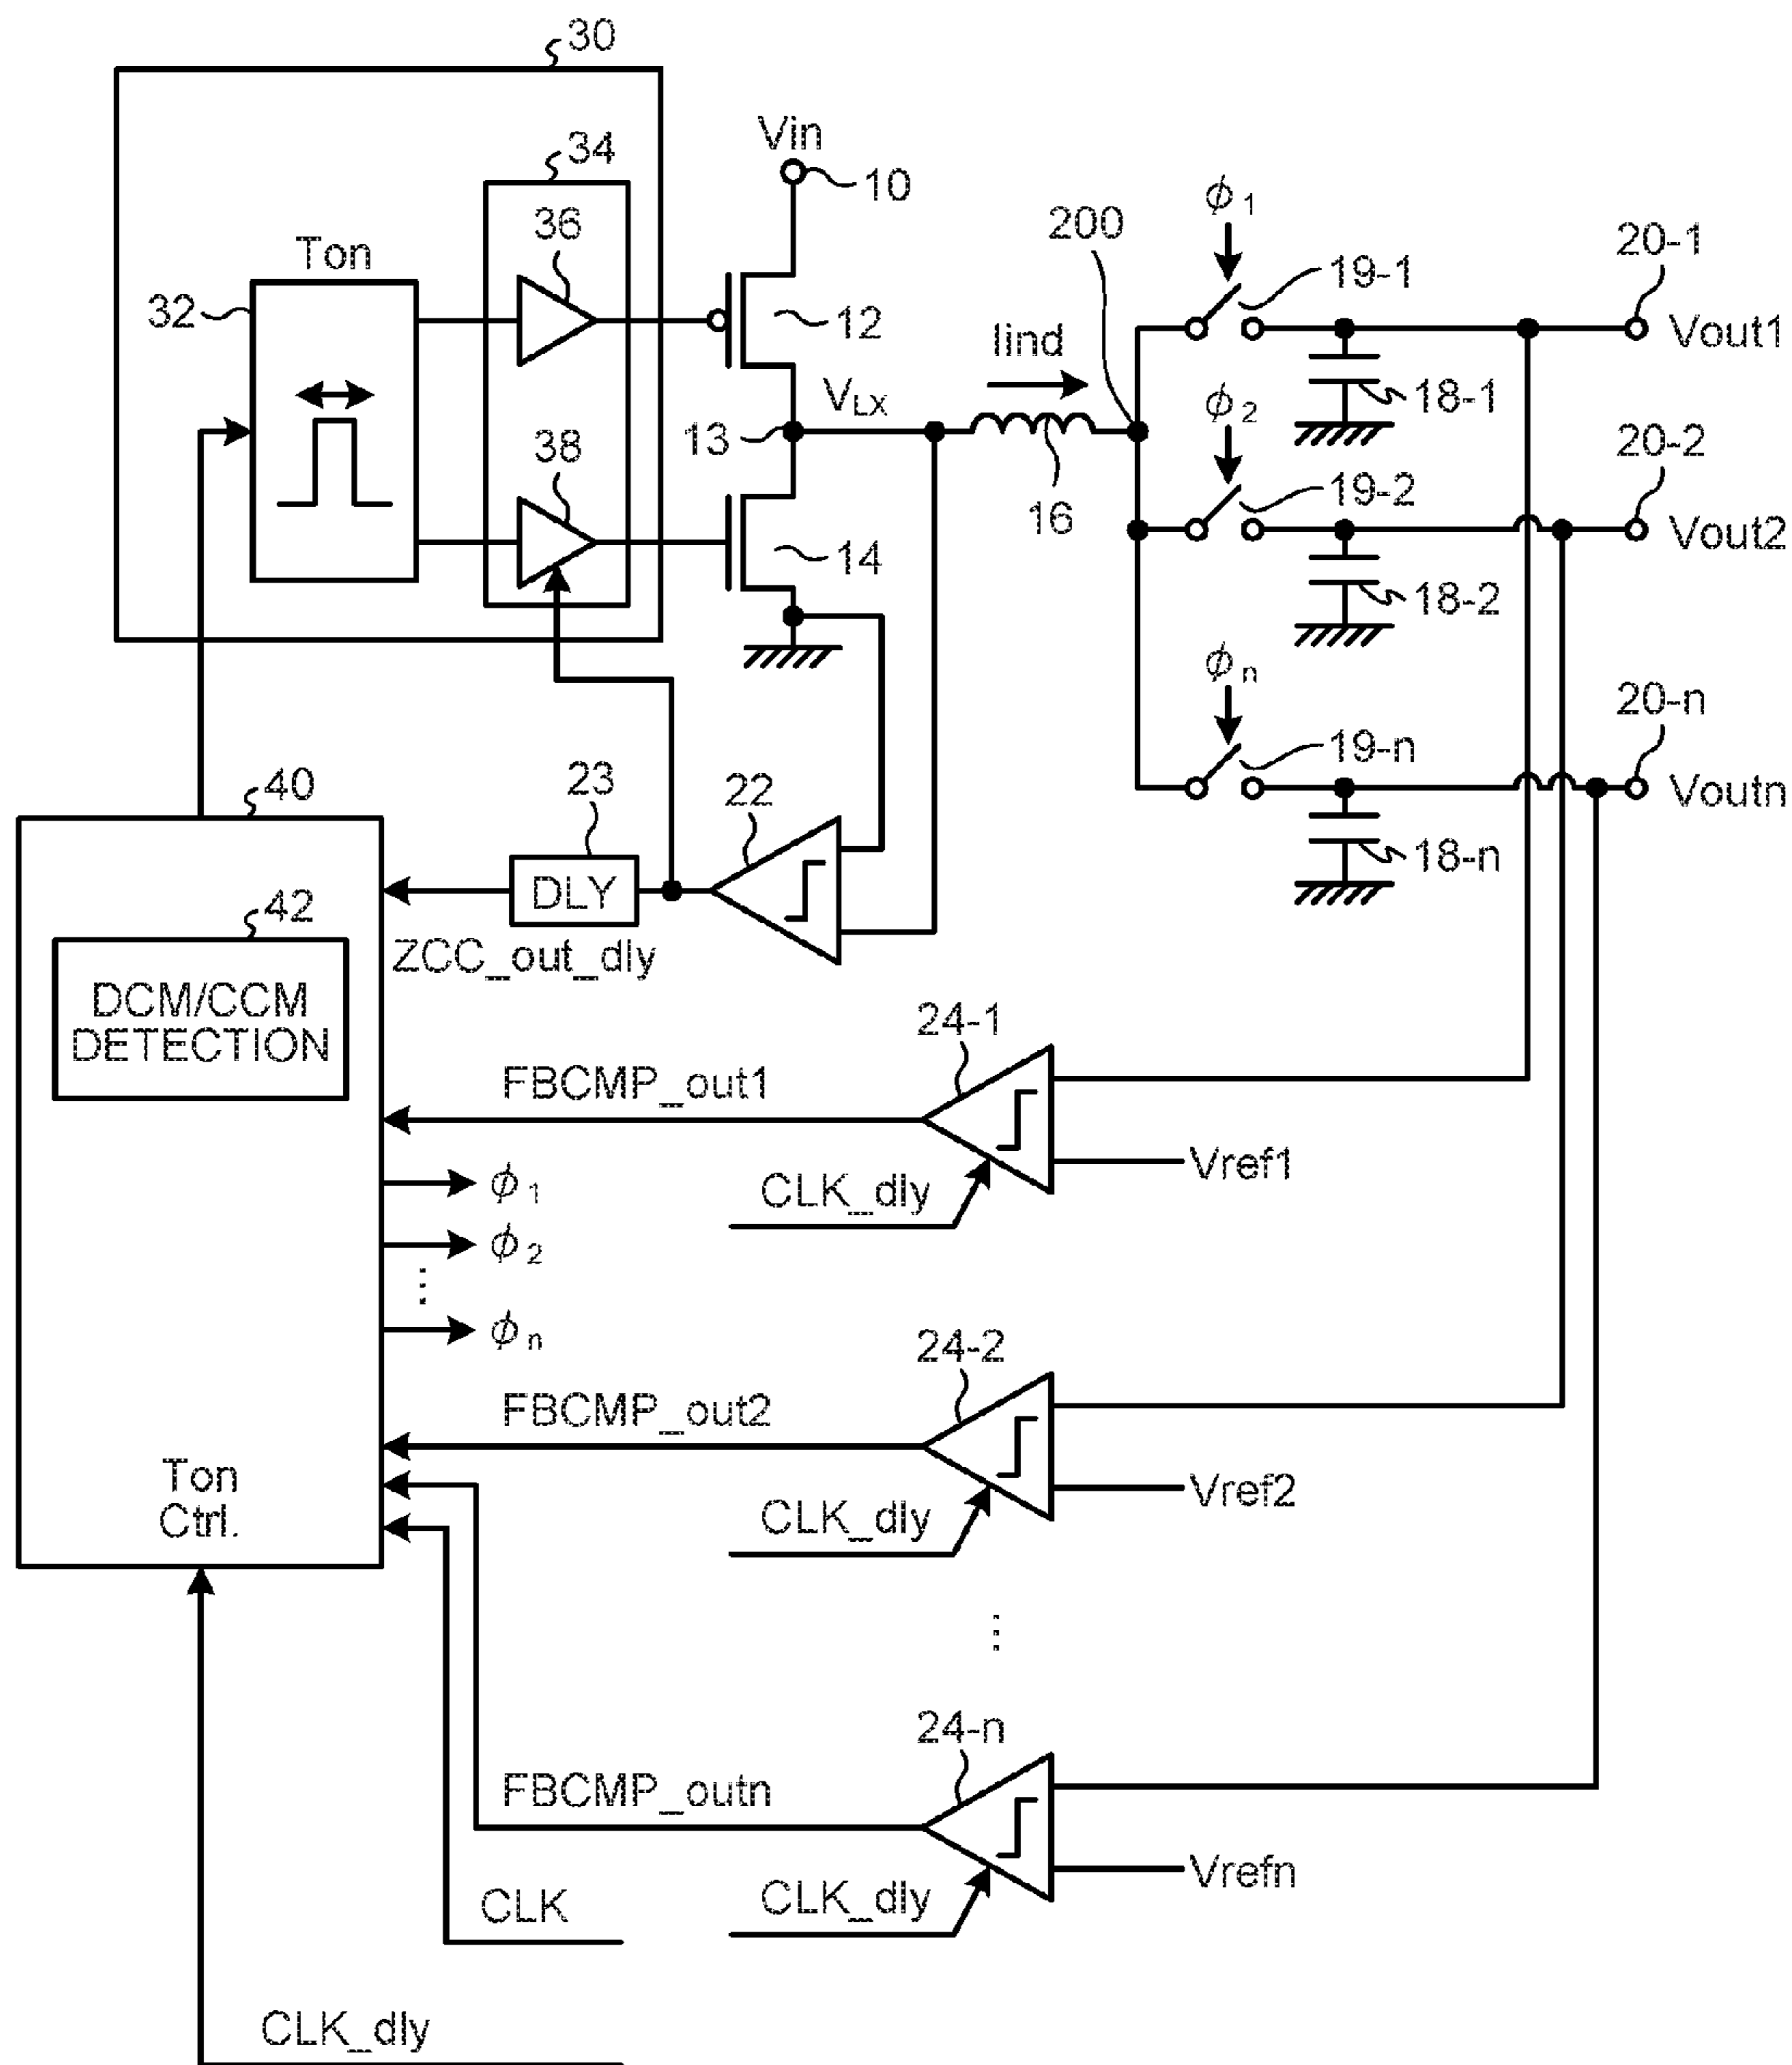 30
Vin
10
34
36
Ton
32
12
ϕ1
200
19-1
20-1
Vout1
Iind
VLX
13
18-1
ϕ2
38
16
19-2
20-2
Vout2
14
18-2
ϕn
19-n
20-n
Voutn
18-n
40
23
22
DLY
ZCC_out_dly
42
DCM/CCM
DETECTION
24-1
FBCMP_out1
Vref1
CLK_dly
ϕ1
ϕ2
⋮
ϕn
24-2
FBCMP_out2
Vref2
CLK_dly
Ton
Ctrl.
⋮
24-n
FBCMP_outn
Vrefn
CLK_dly
CLK
CLK_dly